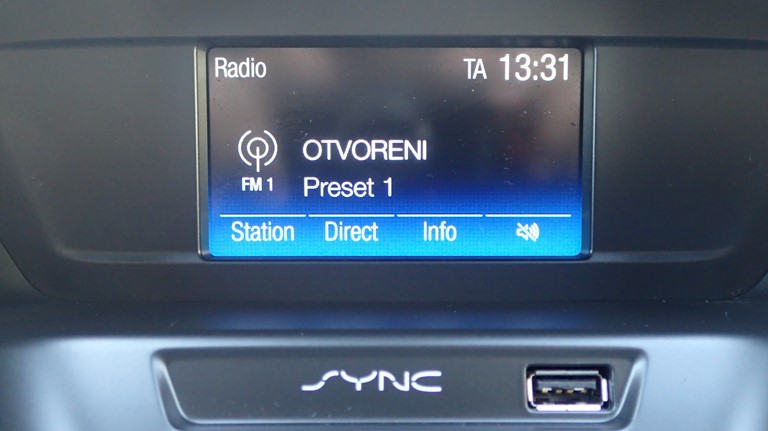 Radio TA 13:31
OTVORENI
FM 1 Preset 1
Station Direct Info
SYNC